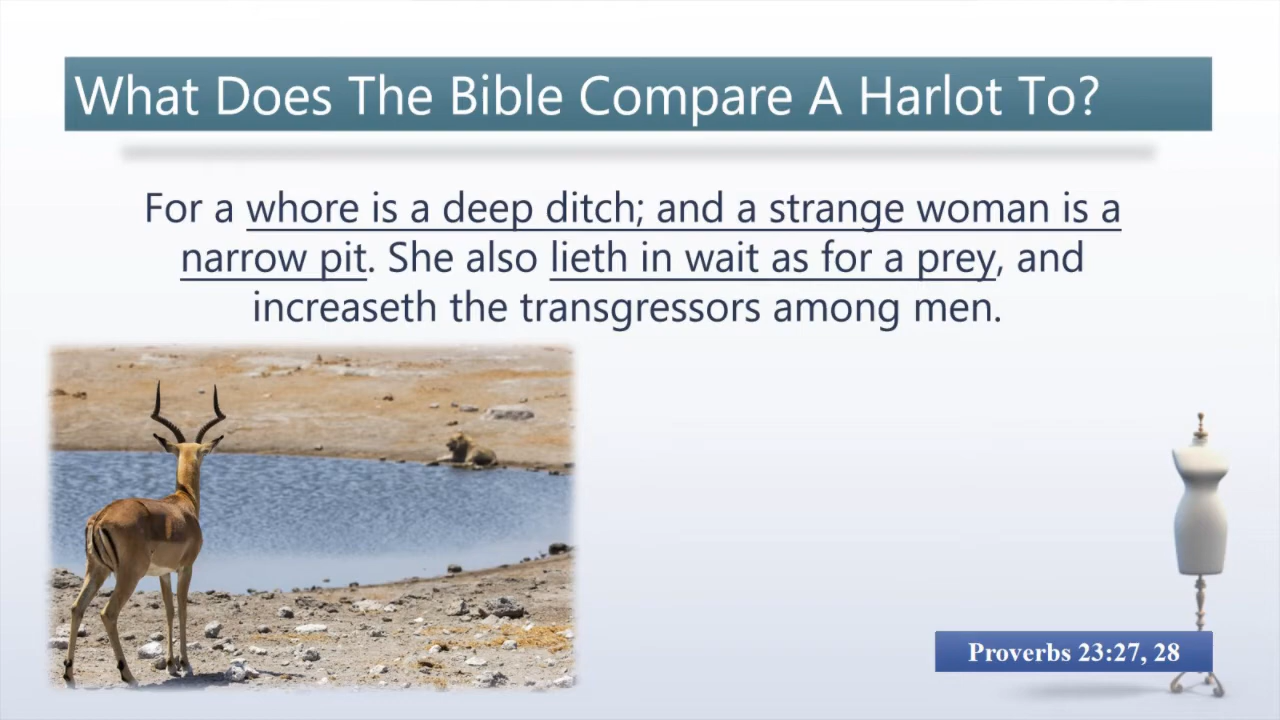 What Does The Bible Compare A Harlot To?
For a whore is a deep ditch; and a strange woman is a
narrow pit. She also lieth in wait as for a prey, and
increaseth the transgressors among men.
Proverbs 23:27, 28